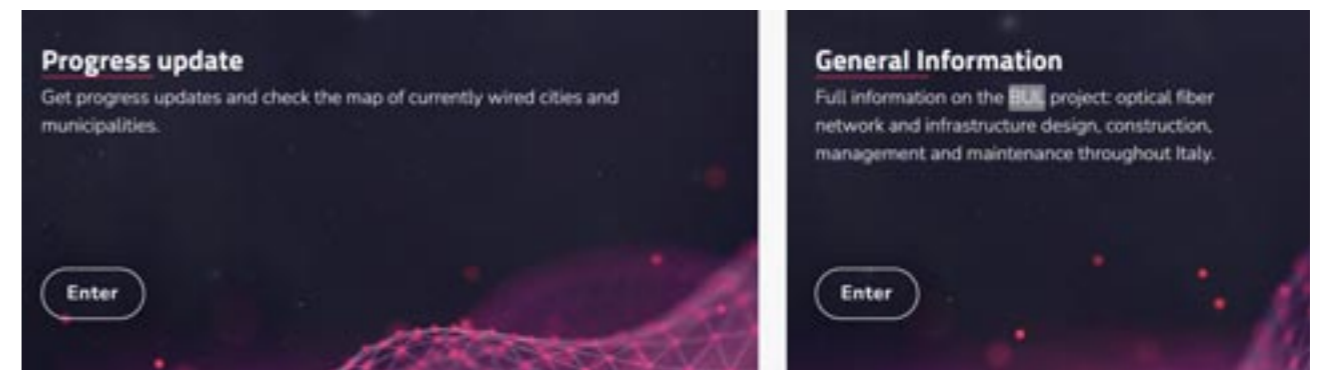 Progress update
Get progress updates and check the map of currently wired cities and
municipalities.
Enter
General Information
Full information on the BUL project: optical fiber
network and infrastructure design, construction,
management and maintenance throughout Italy.
Enter